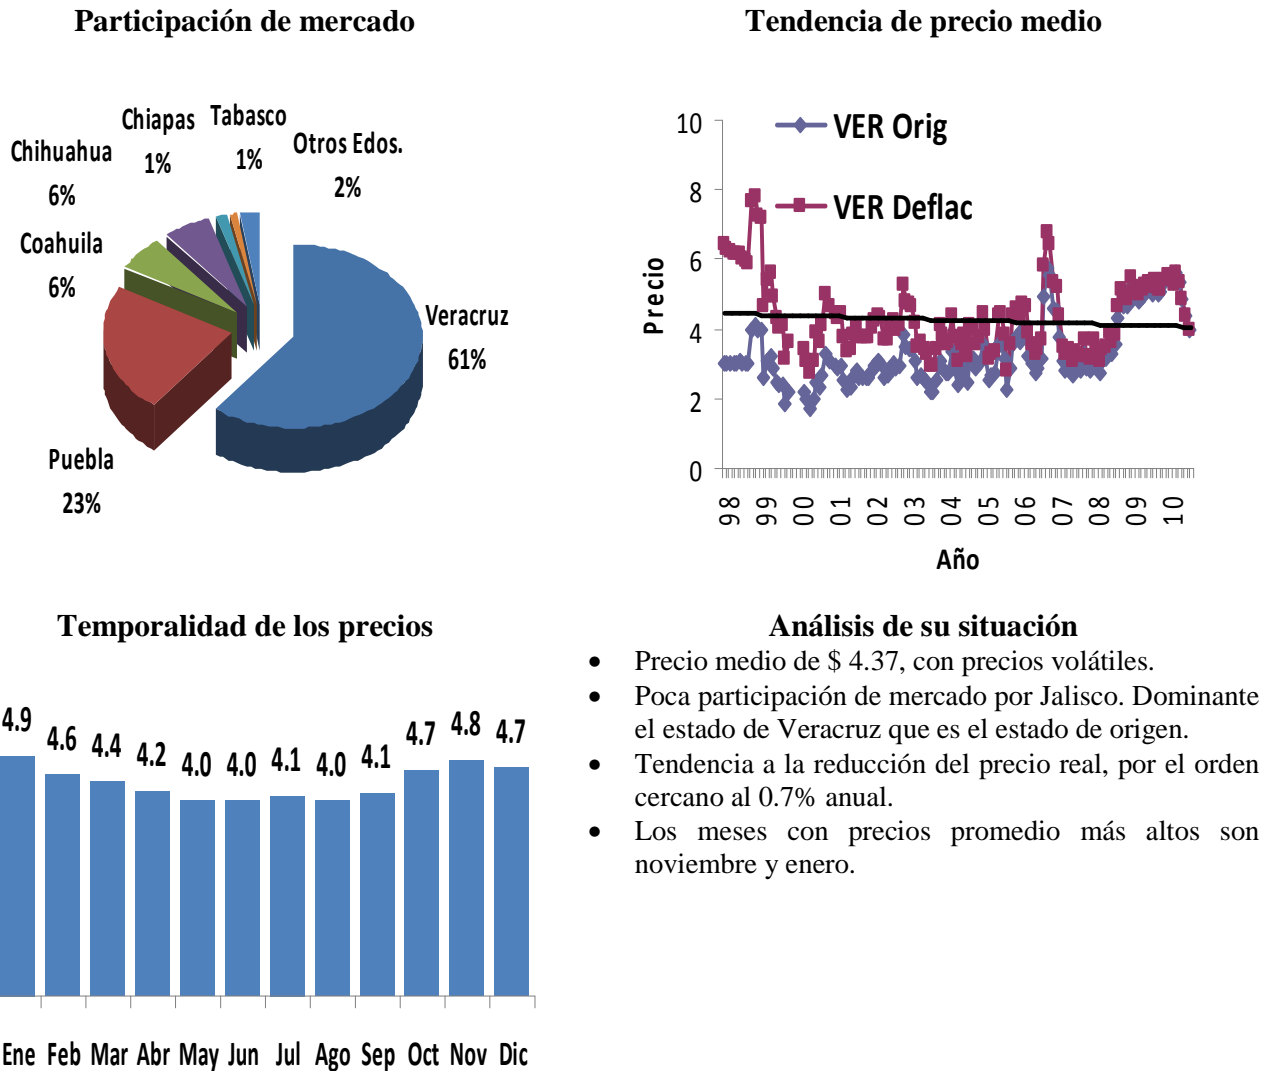 Participación de mercado
Chiapas
1%
Tabasco
1%
Otros Edos.
2%
Chihuahua
6%
Coahuila
6%
Veracruz
61%
Puebla
23%
Tendencia de precio medio
VER Orig
VER Deflac
Precio
10
8
6
4
2
0
98 99 00 01 02 03 04 05 06 07 08 09 10
Año
Temporalidad de los precios
4.9 4.6 4.4 4.2 4.0 4.0 4.1 4.0 4.1 4.7 4.8 4.7
Ene Feb Mar Abr May Jun Jul Ago Sep Oct Nov Dic
Análisis de su situación
• Precio medio de $ 4.37, con precios volátiles.
• Poca participación de mercado por Jalisco. Dominante
el estado de Veracruz que es el estado de origen.
• Tendencia a la reducción del precio real, por el orden
cercano al 0.7% anual.
• Los meses con precios promedio más altos son
noviembre y enero.